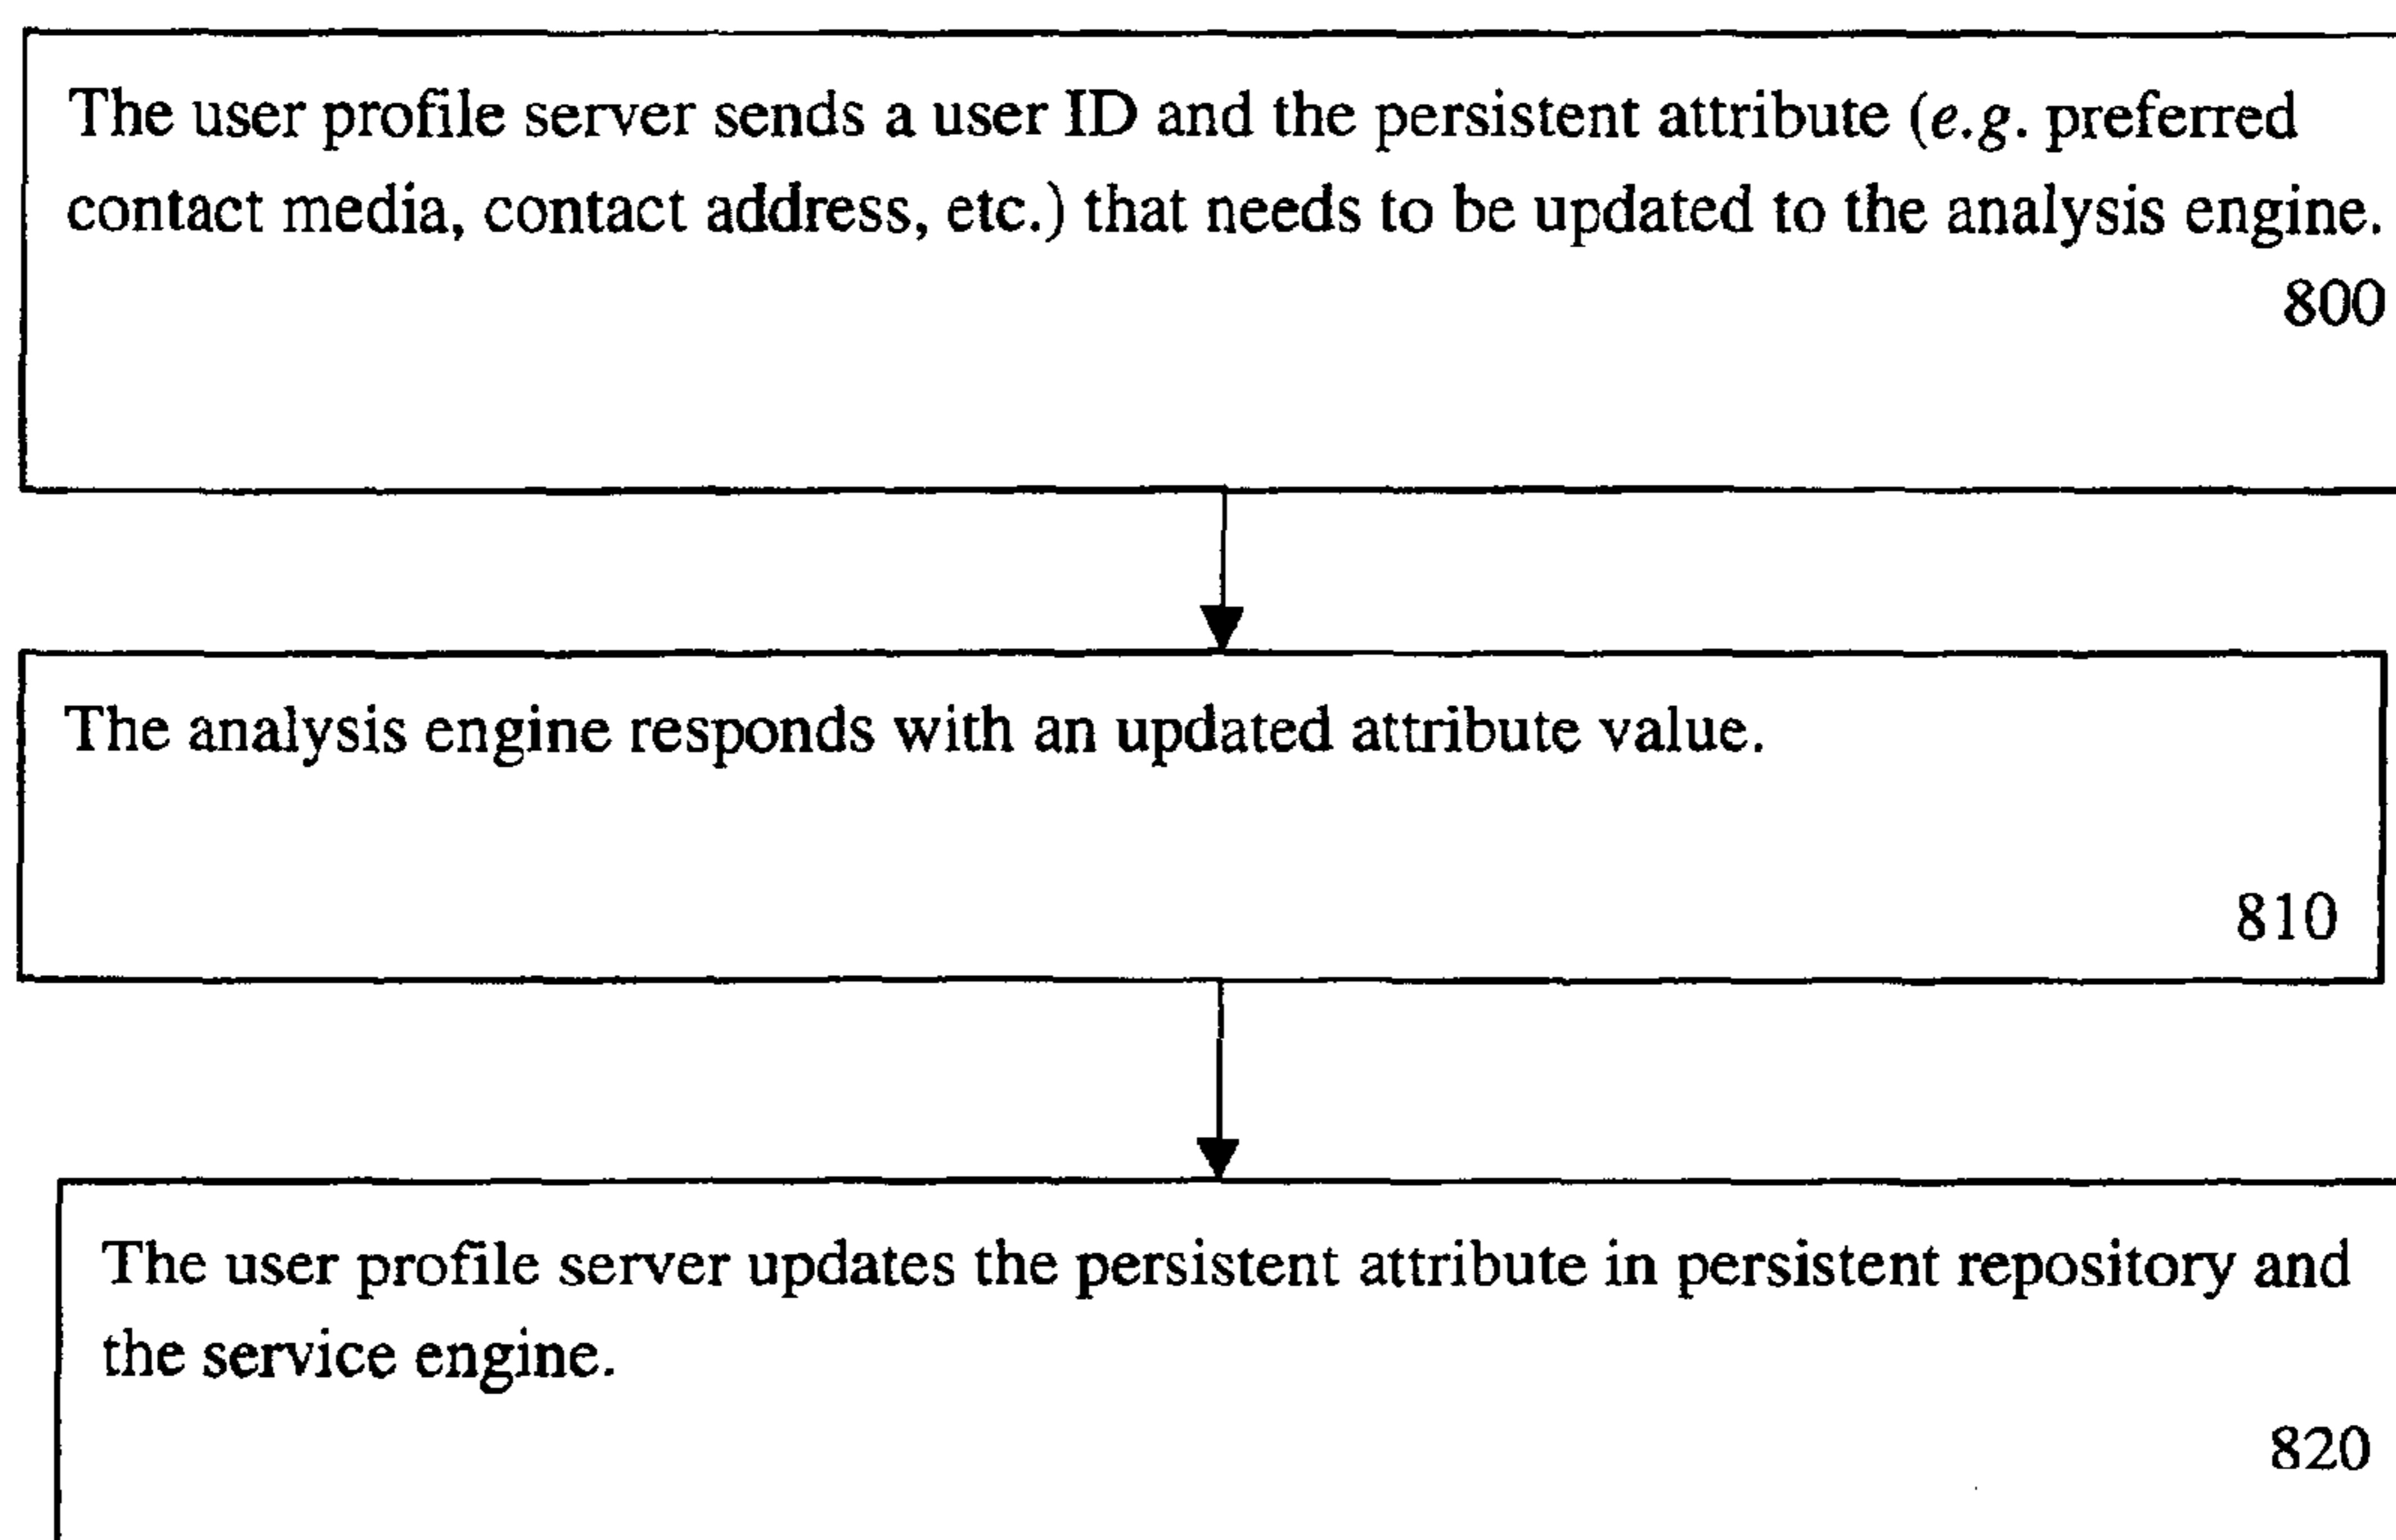 The user profile server sends a user ID and the persistent attribute (e.g. preferred
contact media, contact address, etc.) that needs to be updated to the analysis engine.
800
The analysis engine responds with an updated attribute value.
810
The user profile server updates the persistent attribute in persistent repository and
the service engine.
820